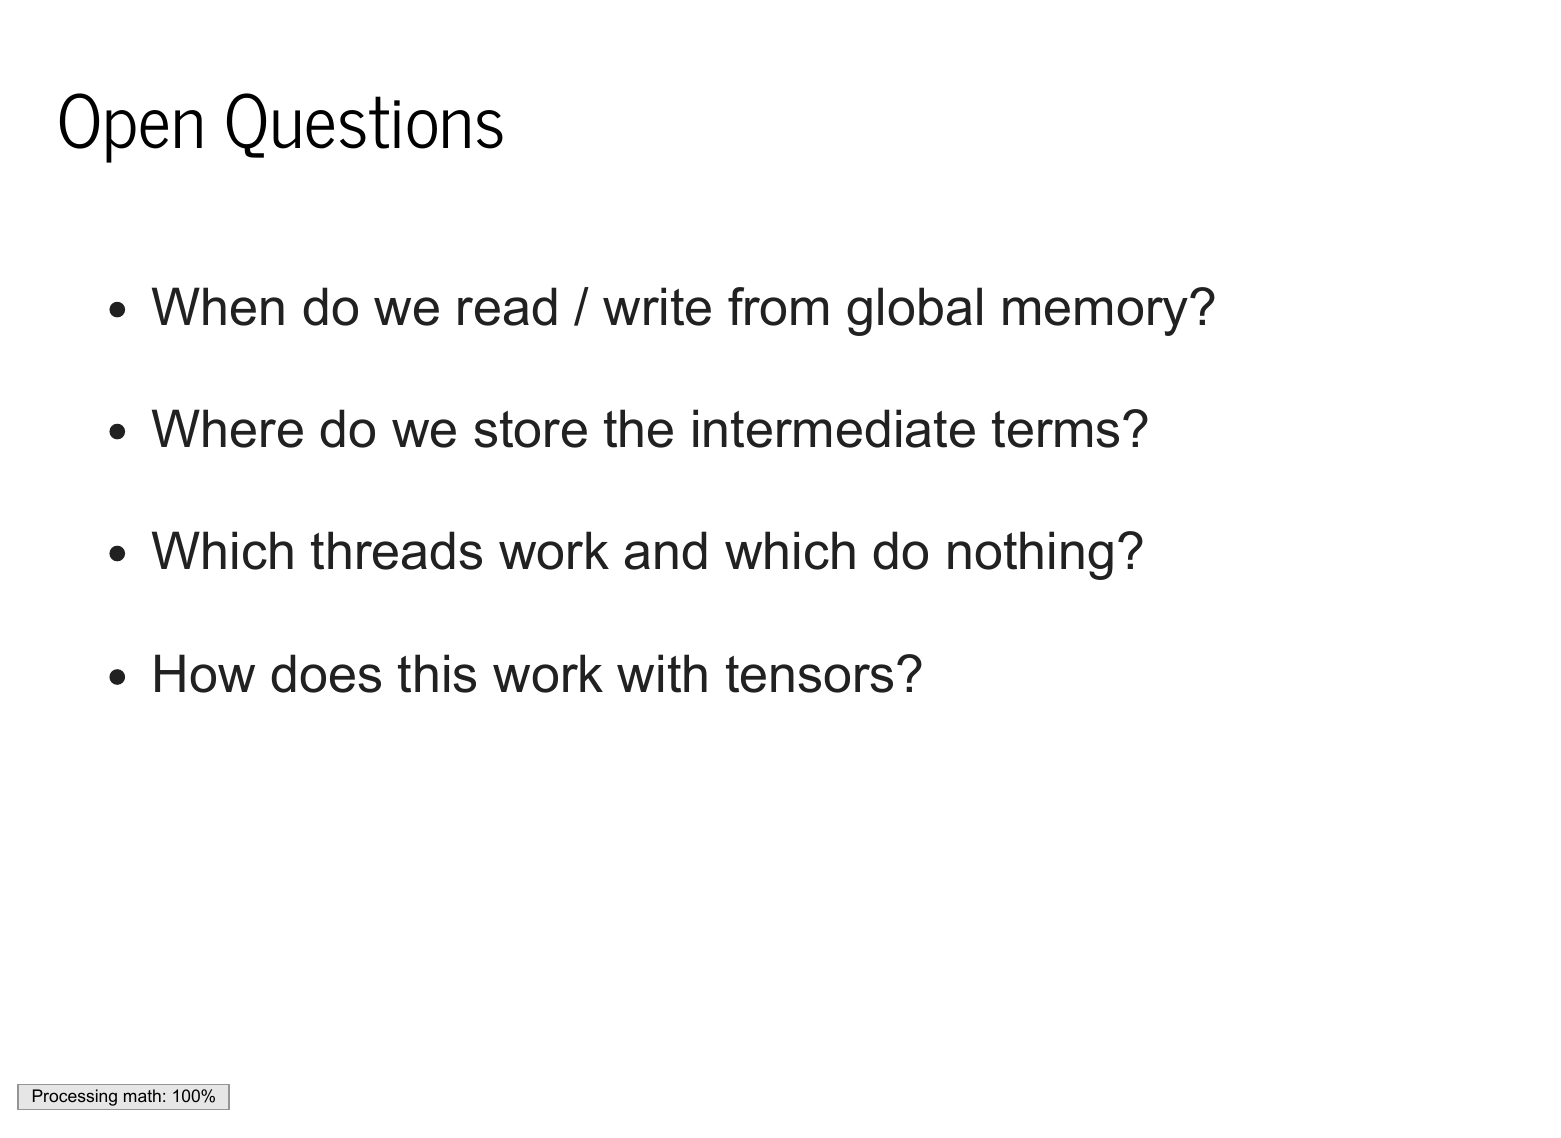 Open Questions
• When do we read / write from global memory?
• Where do we store the intermediate terms?
• Which threads work and which do nothing?
• How does this work with tensors?
Processing math: 100%